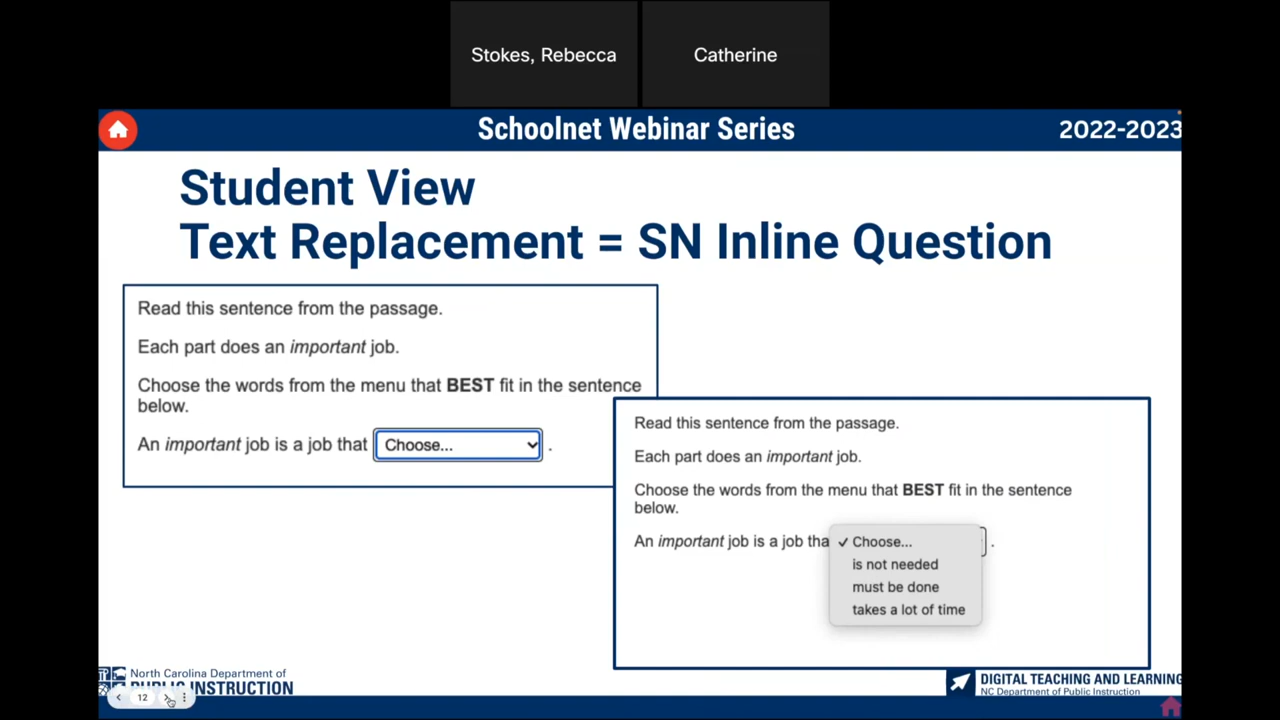 Stokes, Rebecca
Catherine
Schoolnet Webinar Series
2022-2023
Student View
Text Replacement = SN Inline Question
Read this sentence from the passage.
Each part does an important job.
Choose the words from the menu that BEST fit in the sentence
below.
An important job is a job that Choose... .
Read this sentence from the passage.
Each part does an important job.
Choose the words from the menu that BEST fit in the sentence
below.
An important job is a job tha ✓ Choose... .
is not needed
must be done
takes a lot of time
North Carolina Department of
PUBLIC INSTRUCTION
12
DIGITAL TEACHING AND LEARNING
NC Department of Public Instruction